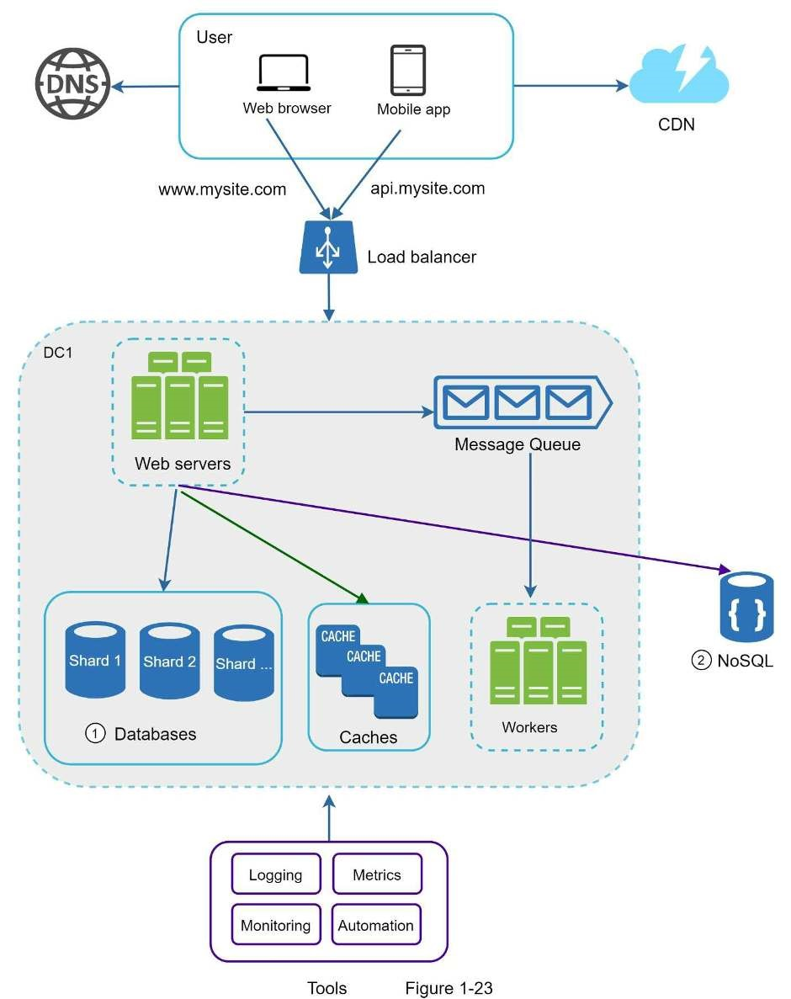 User
DNS
Web browser
Mobile app
CDN
www.mysite.com
api.mysite.com
Load balancer
DC1
Web servers
Message Queue
Shard 1
Shard 2
Shard ...
① Databases
CACHE
CACHE
CACHE
Caches
Workers
② NoSQL
Logging
Metrics
Monitoring
Automation
Tools
Figure 1-23